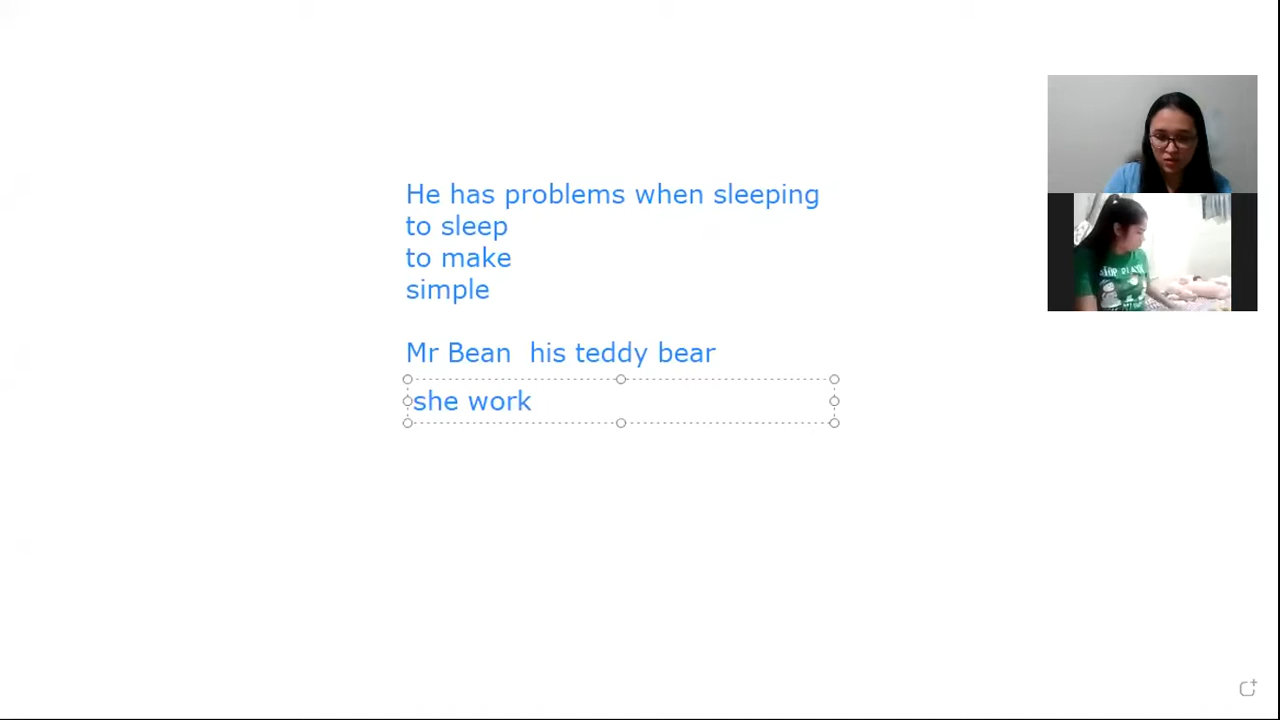 He has problems when sleeping
to sleep
to make
simple
Mr Bean  his teddy bear
she work